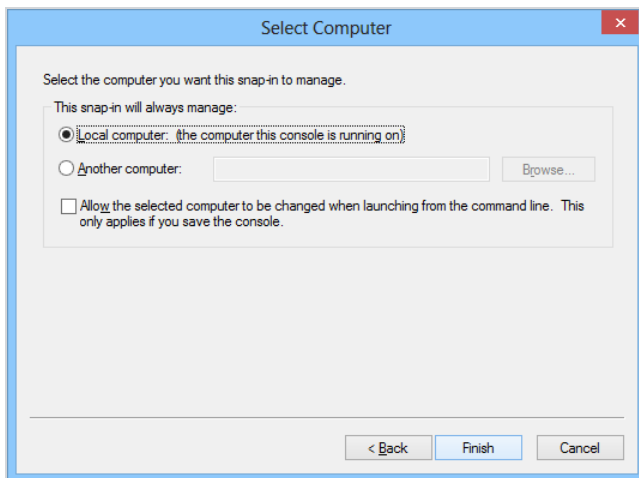 Select Computer
Select the computer you want this snap-in to manage.
This snap-in will always manage:
Local computer: (the computer this console is running on)
Another computer:
Browse...
Allow the selected computer to be changed when launching from the command line. This
only applies if you save the console.
< Back
Finish
Cancel